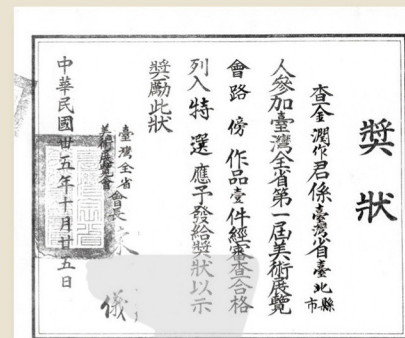 獎狀
查金潤作君係臺灣省臺北縣市
人參加臺灣全省第一屆美術展覽
會路傍作品壹件經審查合格
列入特選應予發給獎狀以示
獎勵此狀
臺灣全省
美術展覽會會長
儀
中華民國卅五年十月廿五日